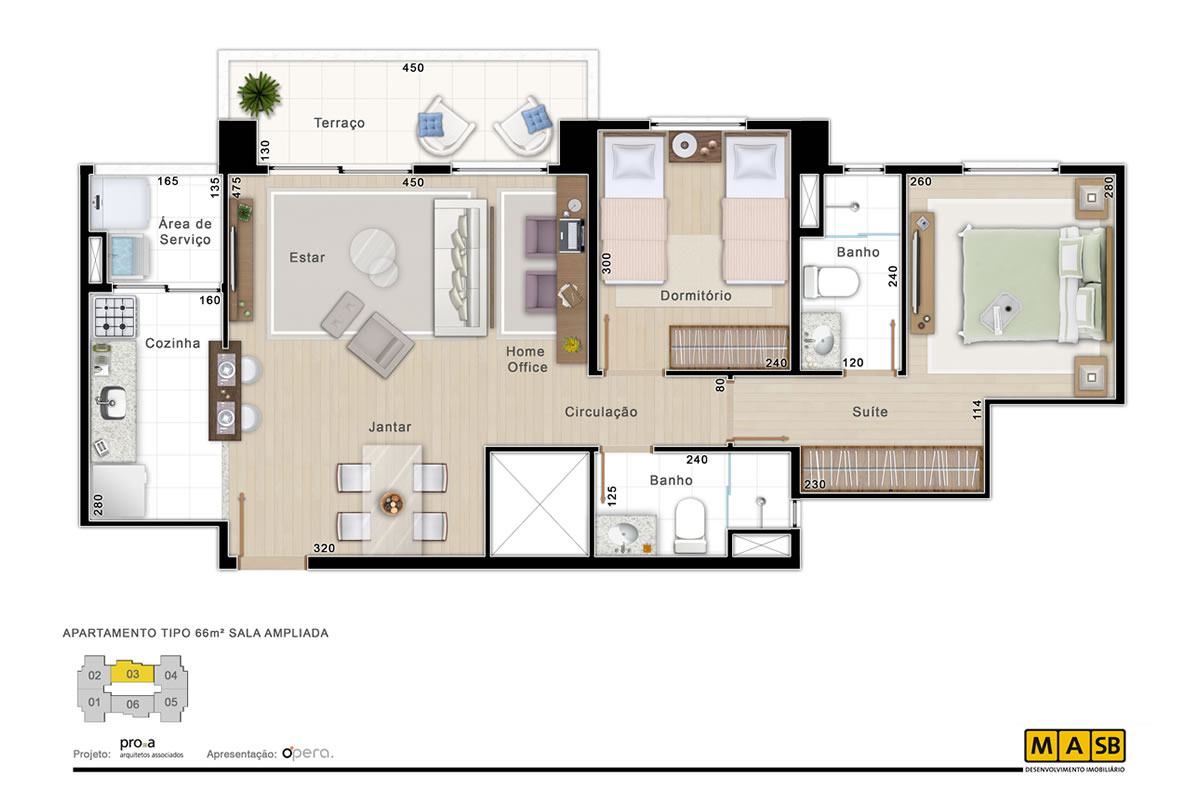 450
Terraço
130
165
135
475
450
260
280
Área de
Serviço
Banho
Estar
300
240
Dormitório
160
Cozinha
Home
Office
240
120
80
Circulação
Suíte
114
Jantar
240
Banho
230
125
280
320
APARTAMENTO TIPO 66m² SALA AMPLIADA
02 03 04
01 06 05
Projeto: pro.a
arquitetos associados
Apresentação: Opera.
MASB
DESENVOLVIMENTO IMOBILIÁRIO